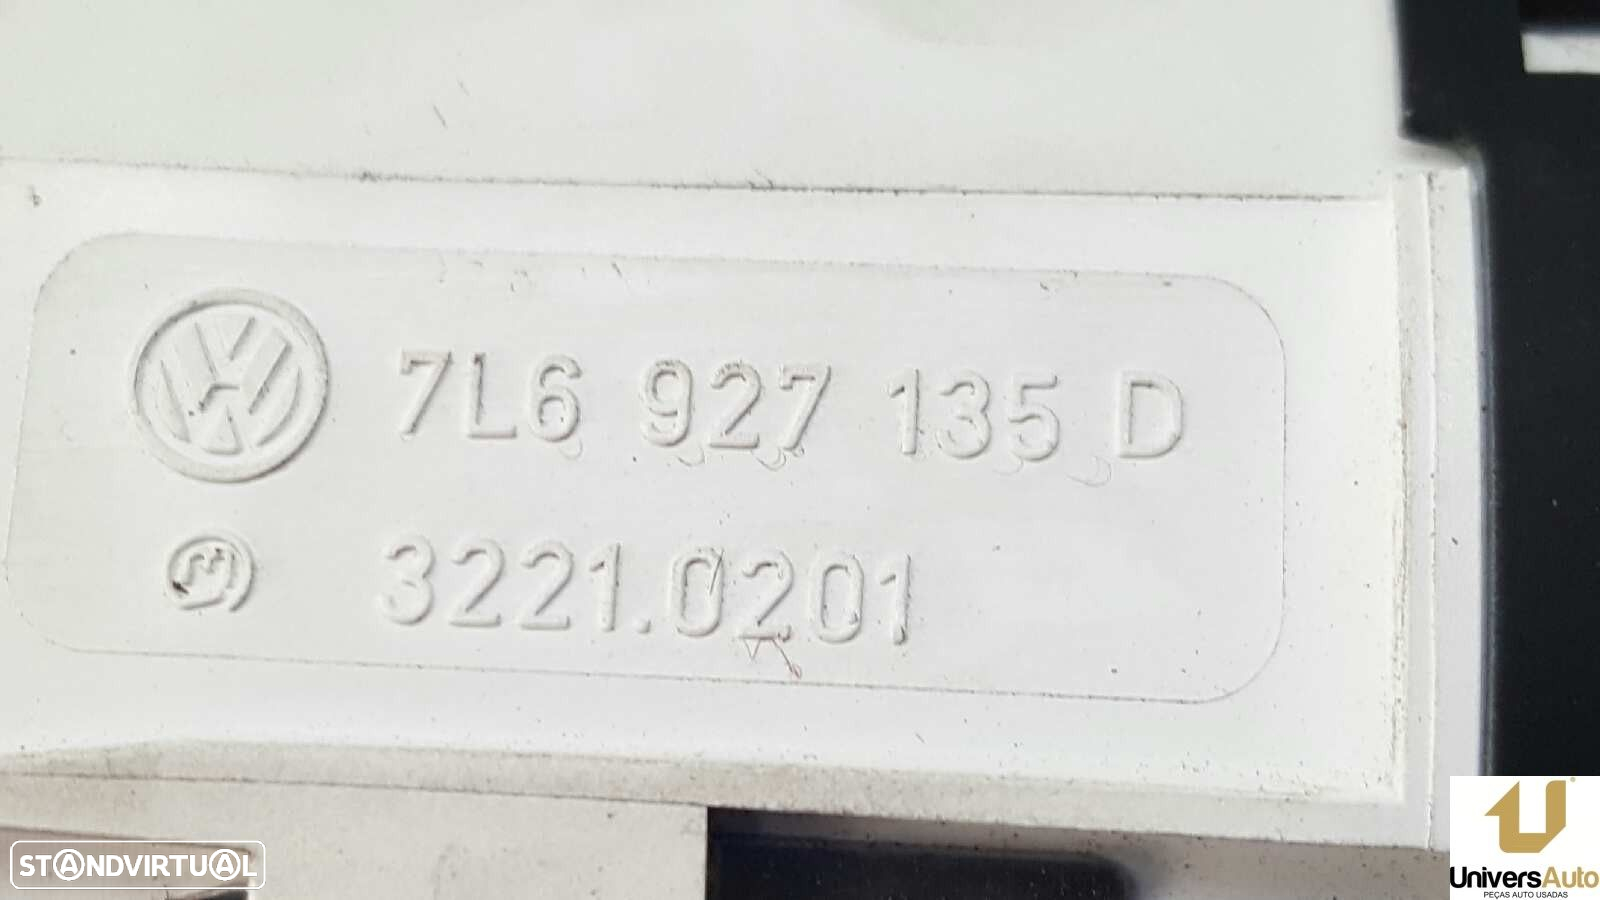 7L6 927 135 D
3221.0201
STANDVIRTUAL
UniversAuto
PEÇAS AUTO USADAS